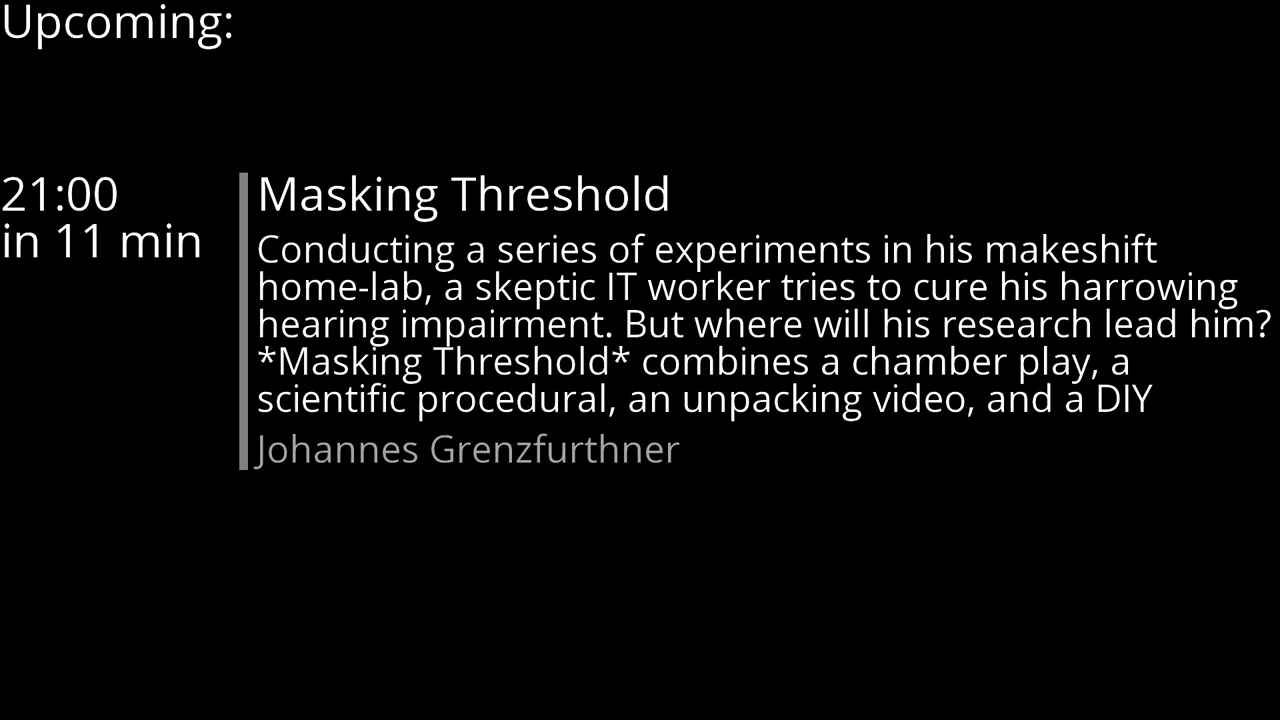 Upcoming:
21:00
in 11 min
Masking Threshold
Conducting a series of experiments in his makeshift
home-lab, a skeptic IT worker tries to cure his harrowing
hearing impairment. But where will his research lead him?
*Masking Threshold* combines a chamber play, a
scientific procedural, an unpacking video, and a DIY
Johannes Grenzfurthner